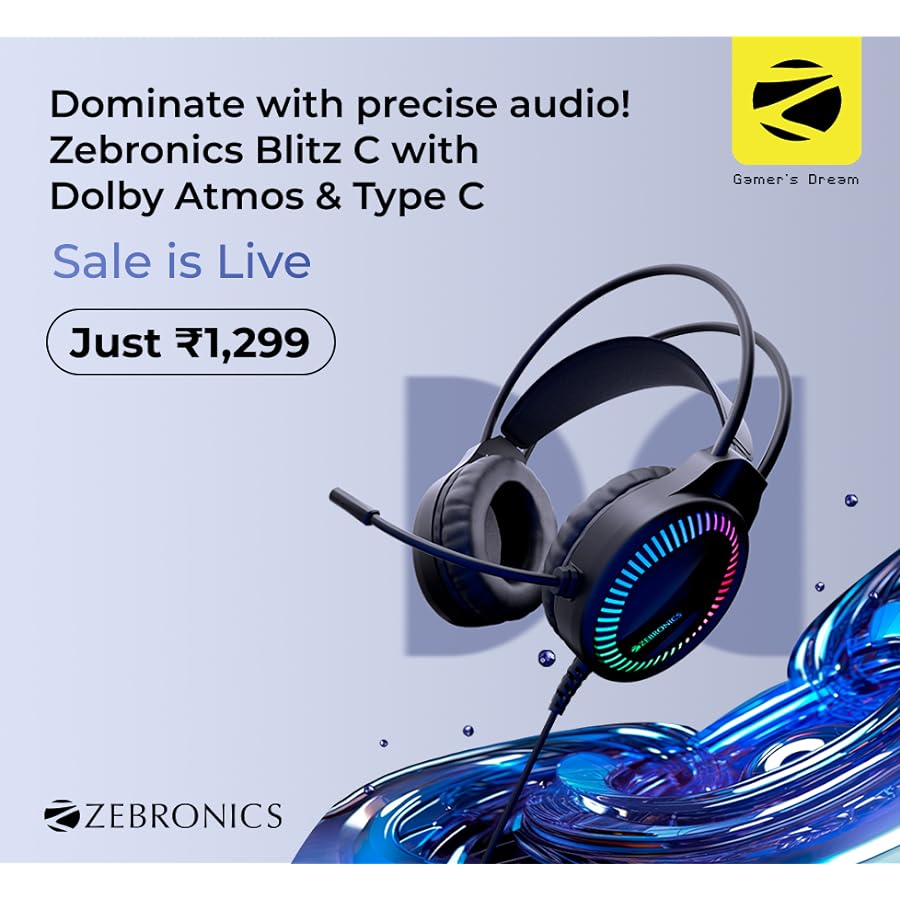 Dominate with precise audio!
Zebronics Blitz C with
Dolby Atmos & Type C
Sale is Live
Just ₹1,299
Gamer's Dream
ZEBRONICS
ZEBRONICS